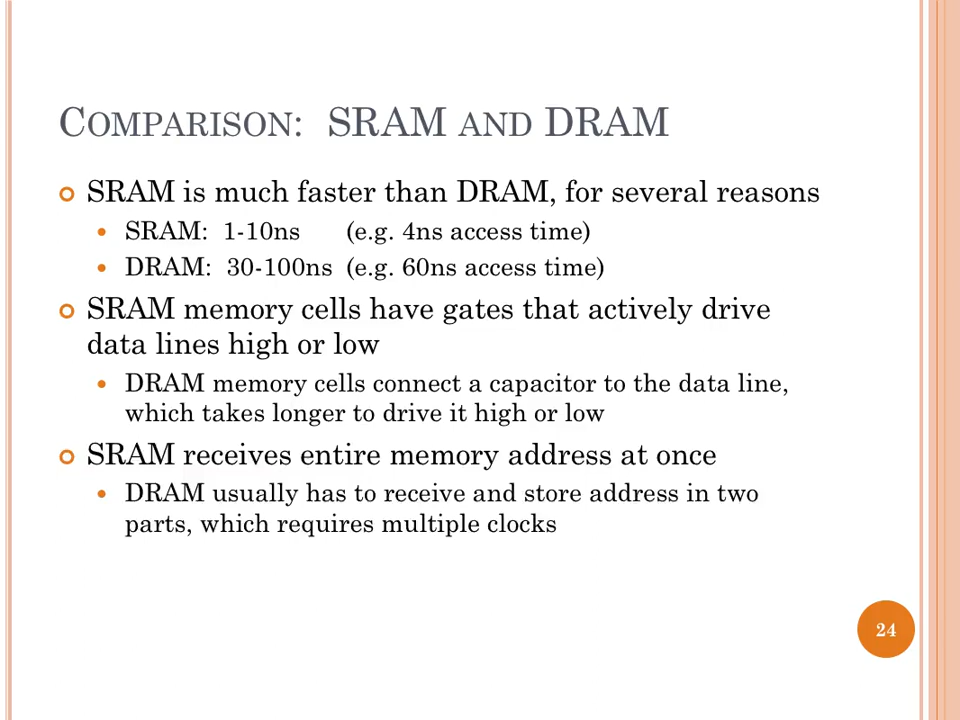 COMPARISON: SRAM AND DRAM
SRAM is much faster than DRAM, for several reasons
SRAM: 1-10ns (e.g. 4ns access time)
DRAM: 30-100ns (e.g. 60ns access time)
SRAM memory cells have gates that actively drive
data lines high or low
DRAM memory cells connect a capacitor to the data line,
which takes longer to drive it high or low
SRAM receives entire memory address at once
DRAM usually has to receive and store address in two
parts, which requires multiple clocks
24